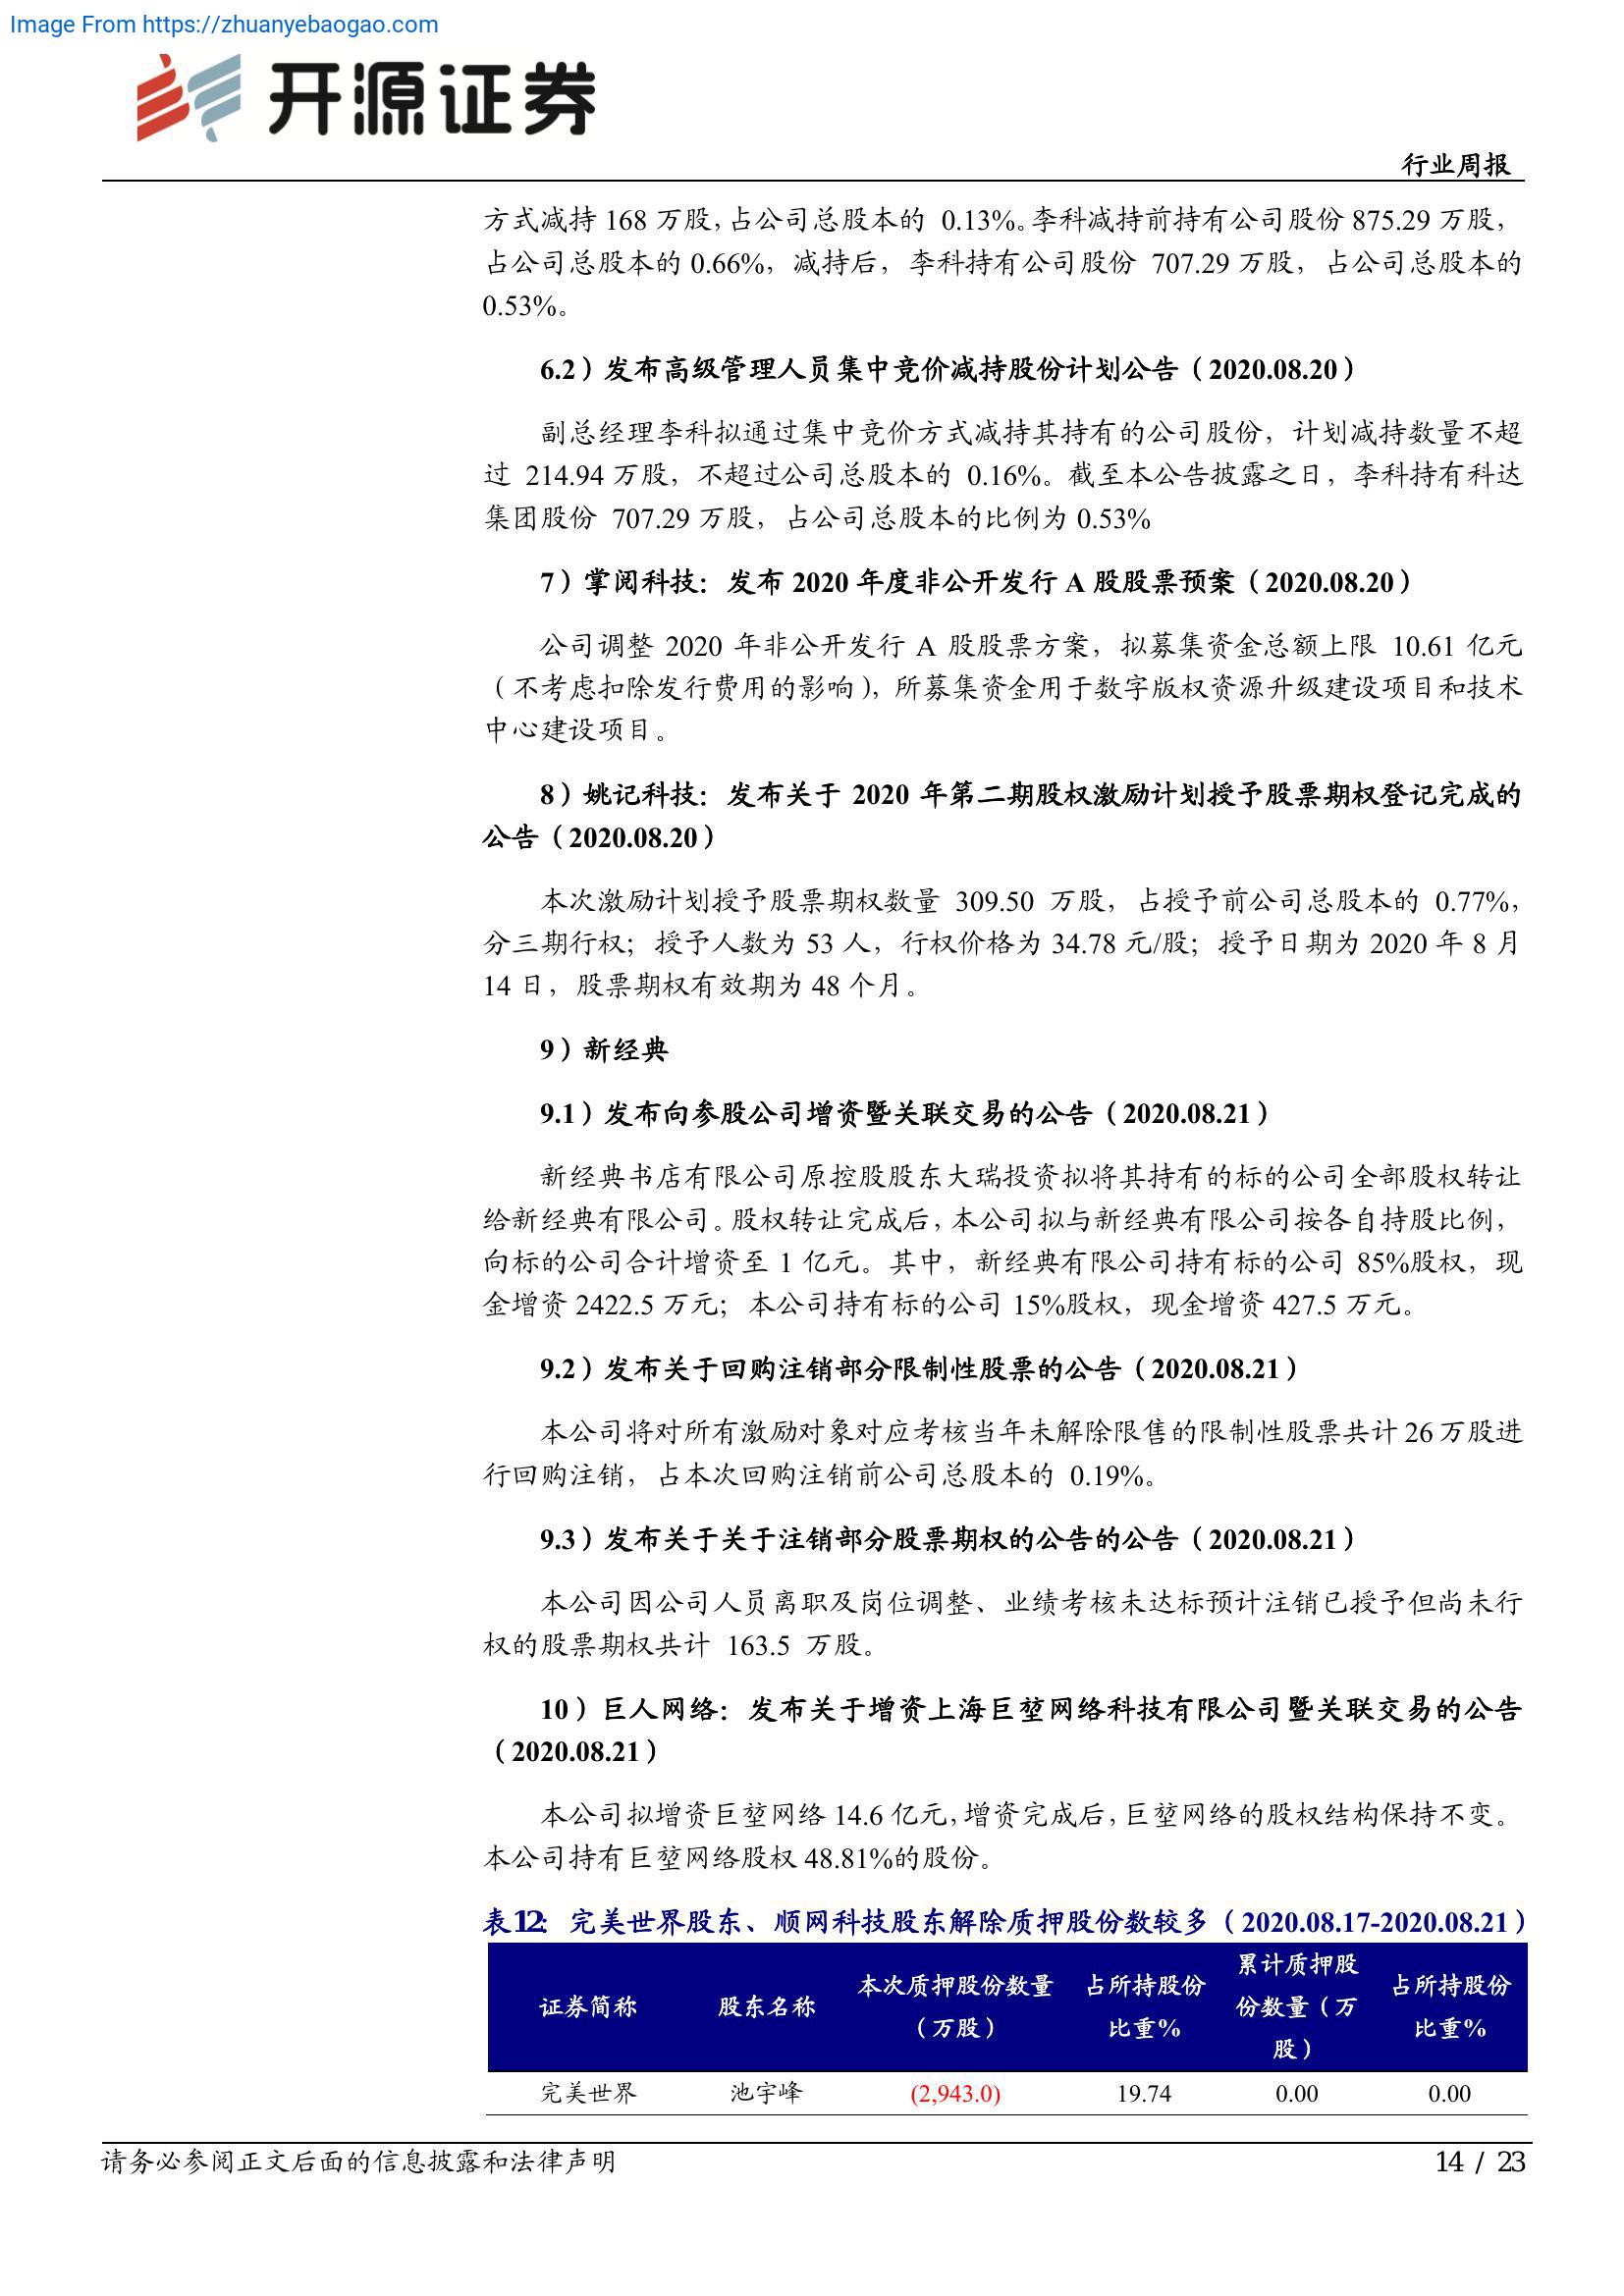 Image From https://zhuanyebaogao.com
开源证券
行业周报
方式减持 168 万股，占公司总股本的 0.13%。李科减持前持有公司股份 875.29 万股，
占公司总股本的 0.66%，减持后，李科持有公司股份 707.29 万股，占公司总股本的
0.53%。
6.2）发布高级管理人员集中竞价减持股份计划公告（2020.08.20）
副总经理李科拟通过集中竞价方式减持其持有的公司股份，计划减持数量不超
过 214.94 万股，不超过公司总股本的 0.16%。截至本公告披露之日，李科持有科达
集团股份 707.29 万股，占公司总股本的比例为 0.53%
7）掌阅科技：发布 2020 年度非公开发行 A 股股票预案（2020.08.20）
公司调整 2020 年非公开发行 A 股股票方案，拟募集资金总额上限 10.61 亿元
（不考虑扣除发行费用的影响），所募集资金用于数字版权资源升级建设项目和技术
中心建设项目。
8）姚记科技：发布关于 2020 年第二期股权激励计划授予股票期权登记完成的
公告（2020.08.20）
本次激励计划授予股票期权数量 309.50 万股，占授予前公司总股本的 0.77%，
分三期行权；授予人数为 53 人，行权价格为 34.78 元/股；授予日期为 2020 年 8 月
14 日，股票期权有效期为 48 个月。
9）新经典
9.1）发布向参股公司增资暨关联交易的公告（2020.08.21）
新经典书店有限公司原控股股东大瑞投资拟将其持有的标的公司全部股权转让
给新经典有限公司。股权转让完成后，本公司拟与新经典有限公司按各自持股比例，
向标的公司合计增资至 1 亿元。其中，新经典有限公司持有标的公司 85%股权，现
金增资 2422.5 万元；本公司持有标的公司 15%股权，现金增资 427.5 万元。
9.2）发布关于回购注销部分限制性股票的公告（2020.08.21）
本公司将对所有激励对象对应考核当年未解除限售的限制性股票共计 26 万股进
行回购注销，占本次回购注销前公司总股本的 0.19%。
9.3）发布关于关于注销部分股票期权的公告的公告（2020.08.21）
本公司因公司人员离职及岗位调整、业绩考核未达标预计注销已授予但尚未行
权的股票期权共计 163.5 万股。
10）巨人网络：发布关于增资上海巨堃网络科技有限公司暨关联交易的公告
（2020.08.21）
本公司拟增资巨堃网络 14.6 亿元，增资完成后，巨堃网络的股权结构保持不变。
本公司持有巨堃网络股权 48.81%的股份。
表12：完美世界股东、顺网科技股东解除质押股份数较多（2020.08.17-2020.08.21）
证券简称 股东名称 本次质押股份数量（万股） 占所持股份比重% 累计质押股份数量（万股） 占所持股份比重%
完美世界 池宇峰 (2,943.0) 19.74 0.00 0.00
请务必参阅正文后面的信息披露和法律声明 14 / 23